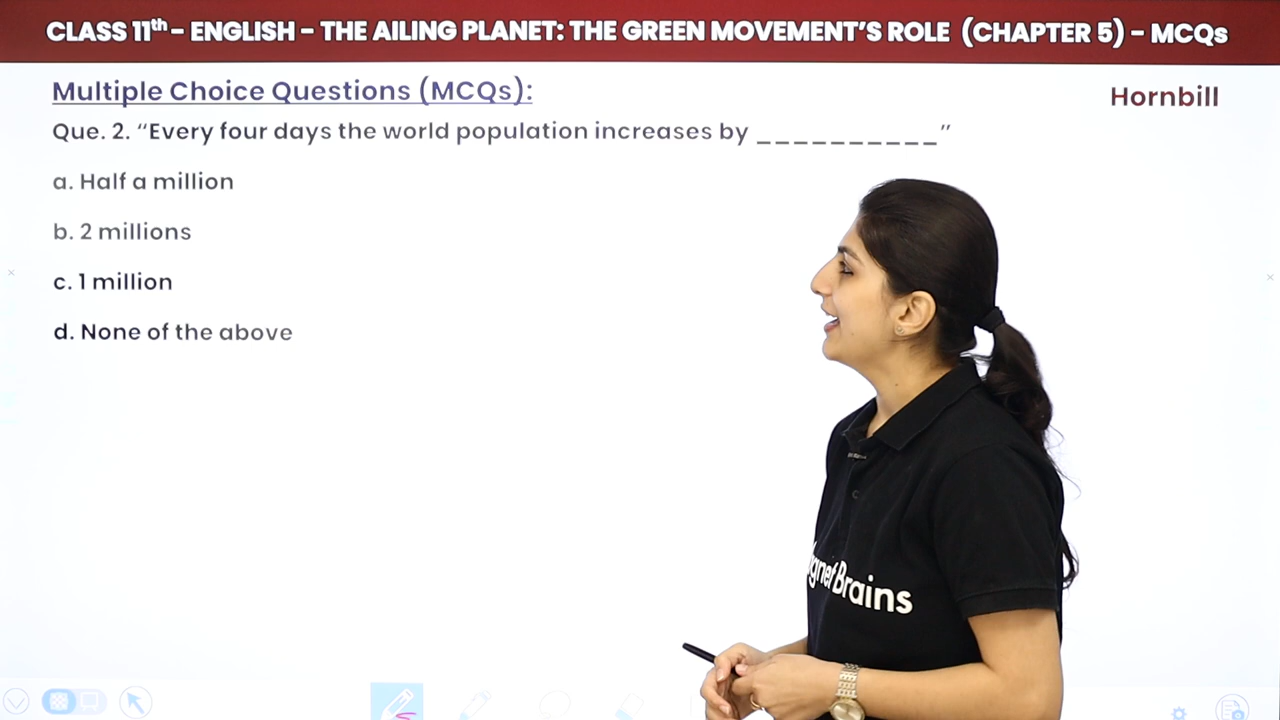 CLASS 11th – ENGLISH – THE AILING PLANET: THE GREEN MOVEMENT'S ROLE (CHAPTER 5) – MCQs
Multiple Choice Questions (MCQs):
Hornbill
Que. 2. “Every four days the world population increases by __________”
a. Half a million
b. 2 millions
c. 1 million
d. None of the above
Brains